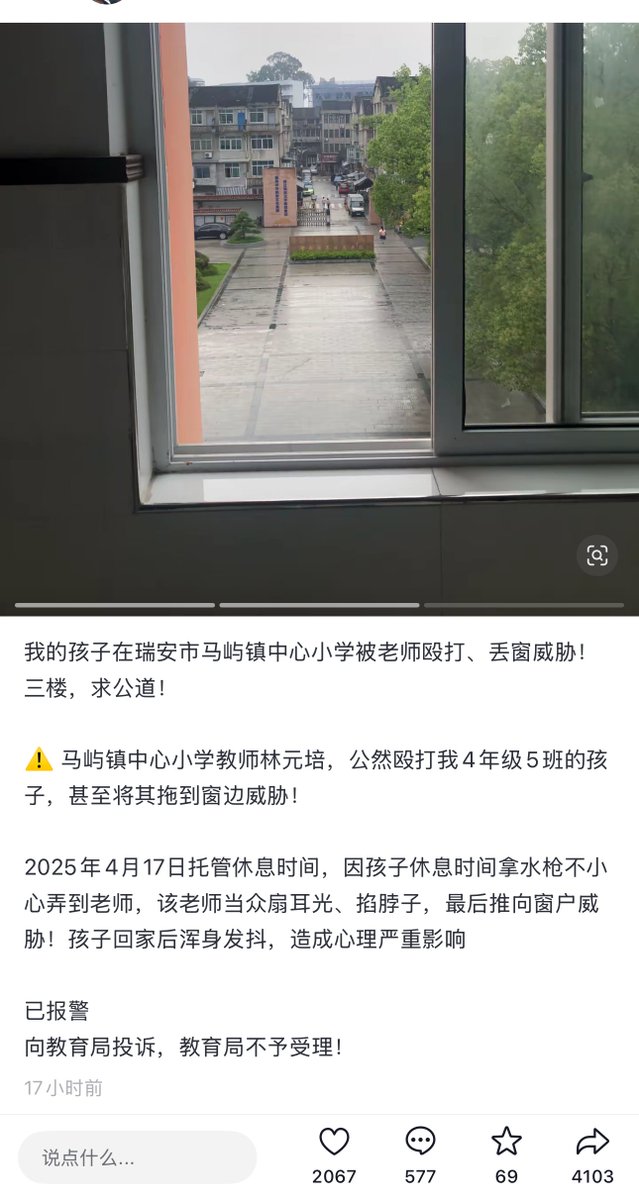 我的孩子在瑞安市马屿镇中心小学被老师殴打、丢窗威胁！
三楼，求公道！
⚠️ 马屿镇中心小学教师林元培，公然殴打我4年级5班的孩
子，甚至将其拖到窗边威胁！
2025年4月17日托管休息时间，因孩子休息时间拿水枪不小
心弄到老师，该老师当众扇耳光、掐脖子，最后推向窗户威
胁！孩子回家后浑身发抖，造成心理严重影响
已报警
向教育局投诉，教育局不予受理！
17小时前
说点什么...
2067
577
69
4103